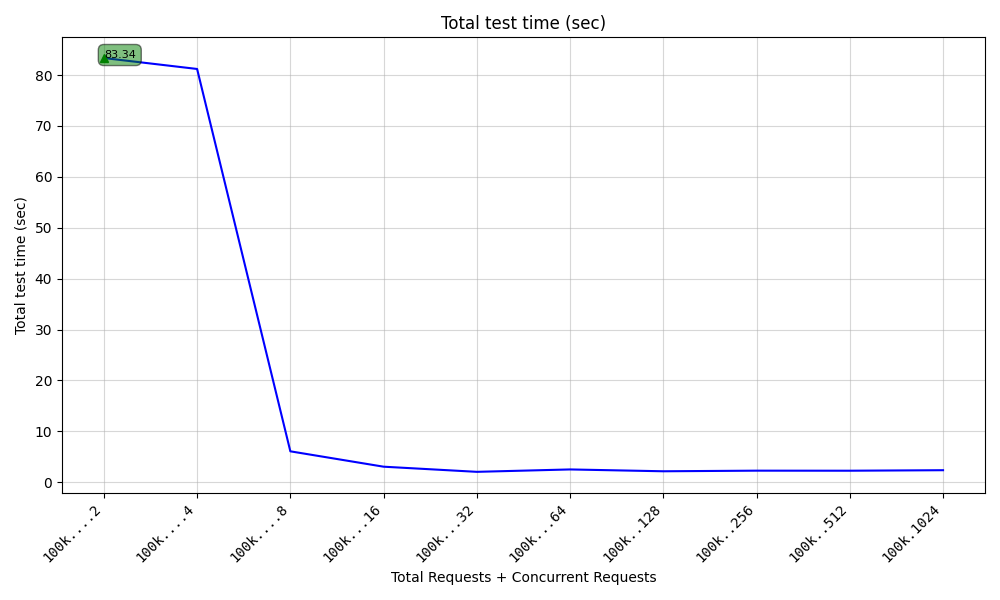 Total test time (sec)
83.34
80
70
60
50
40
30
20
10
0
Total test time (sec)
100k....2
100k....4
100k....8
100k...16
100k...32
100k...64
100k..128
100k..256
100k..512
100k.1024
Total Requests + Concurrent Requests